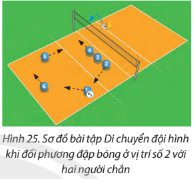 Hình 25. Sơ đồ bài tập Di chuyển đội hình
khi đối phương đập bóng ở vị trí số 2 với
hai người chắn